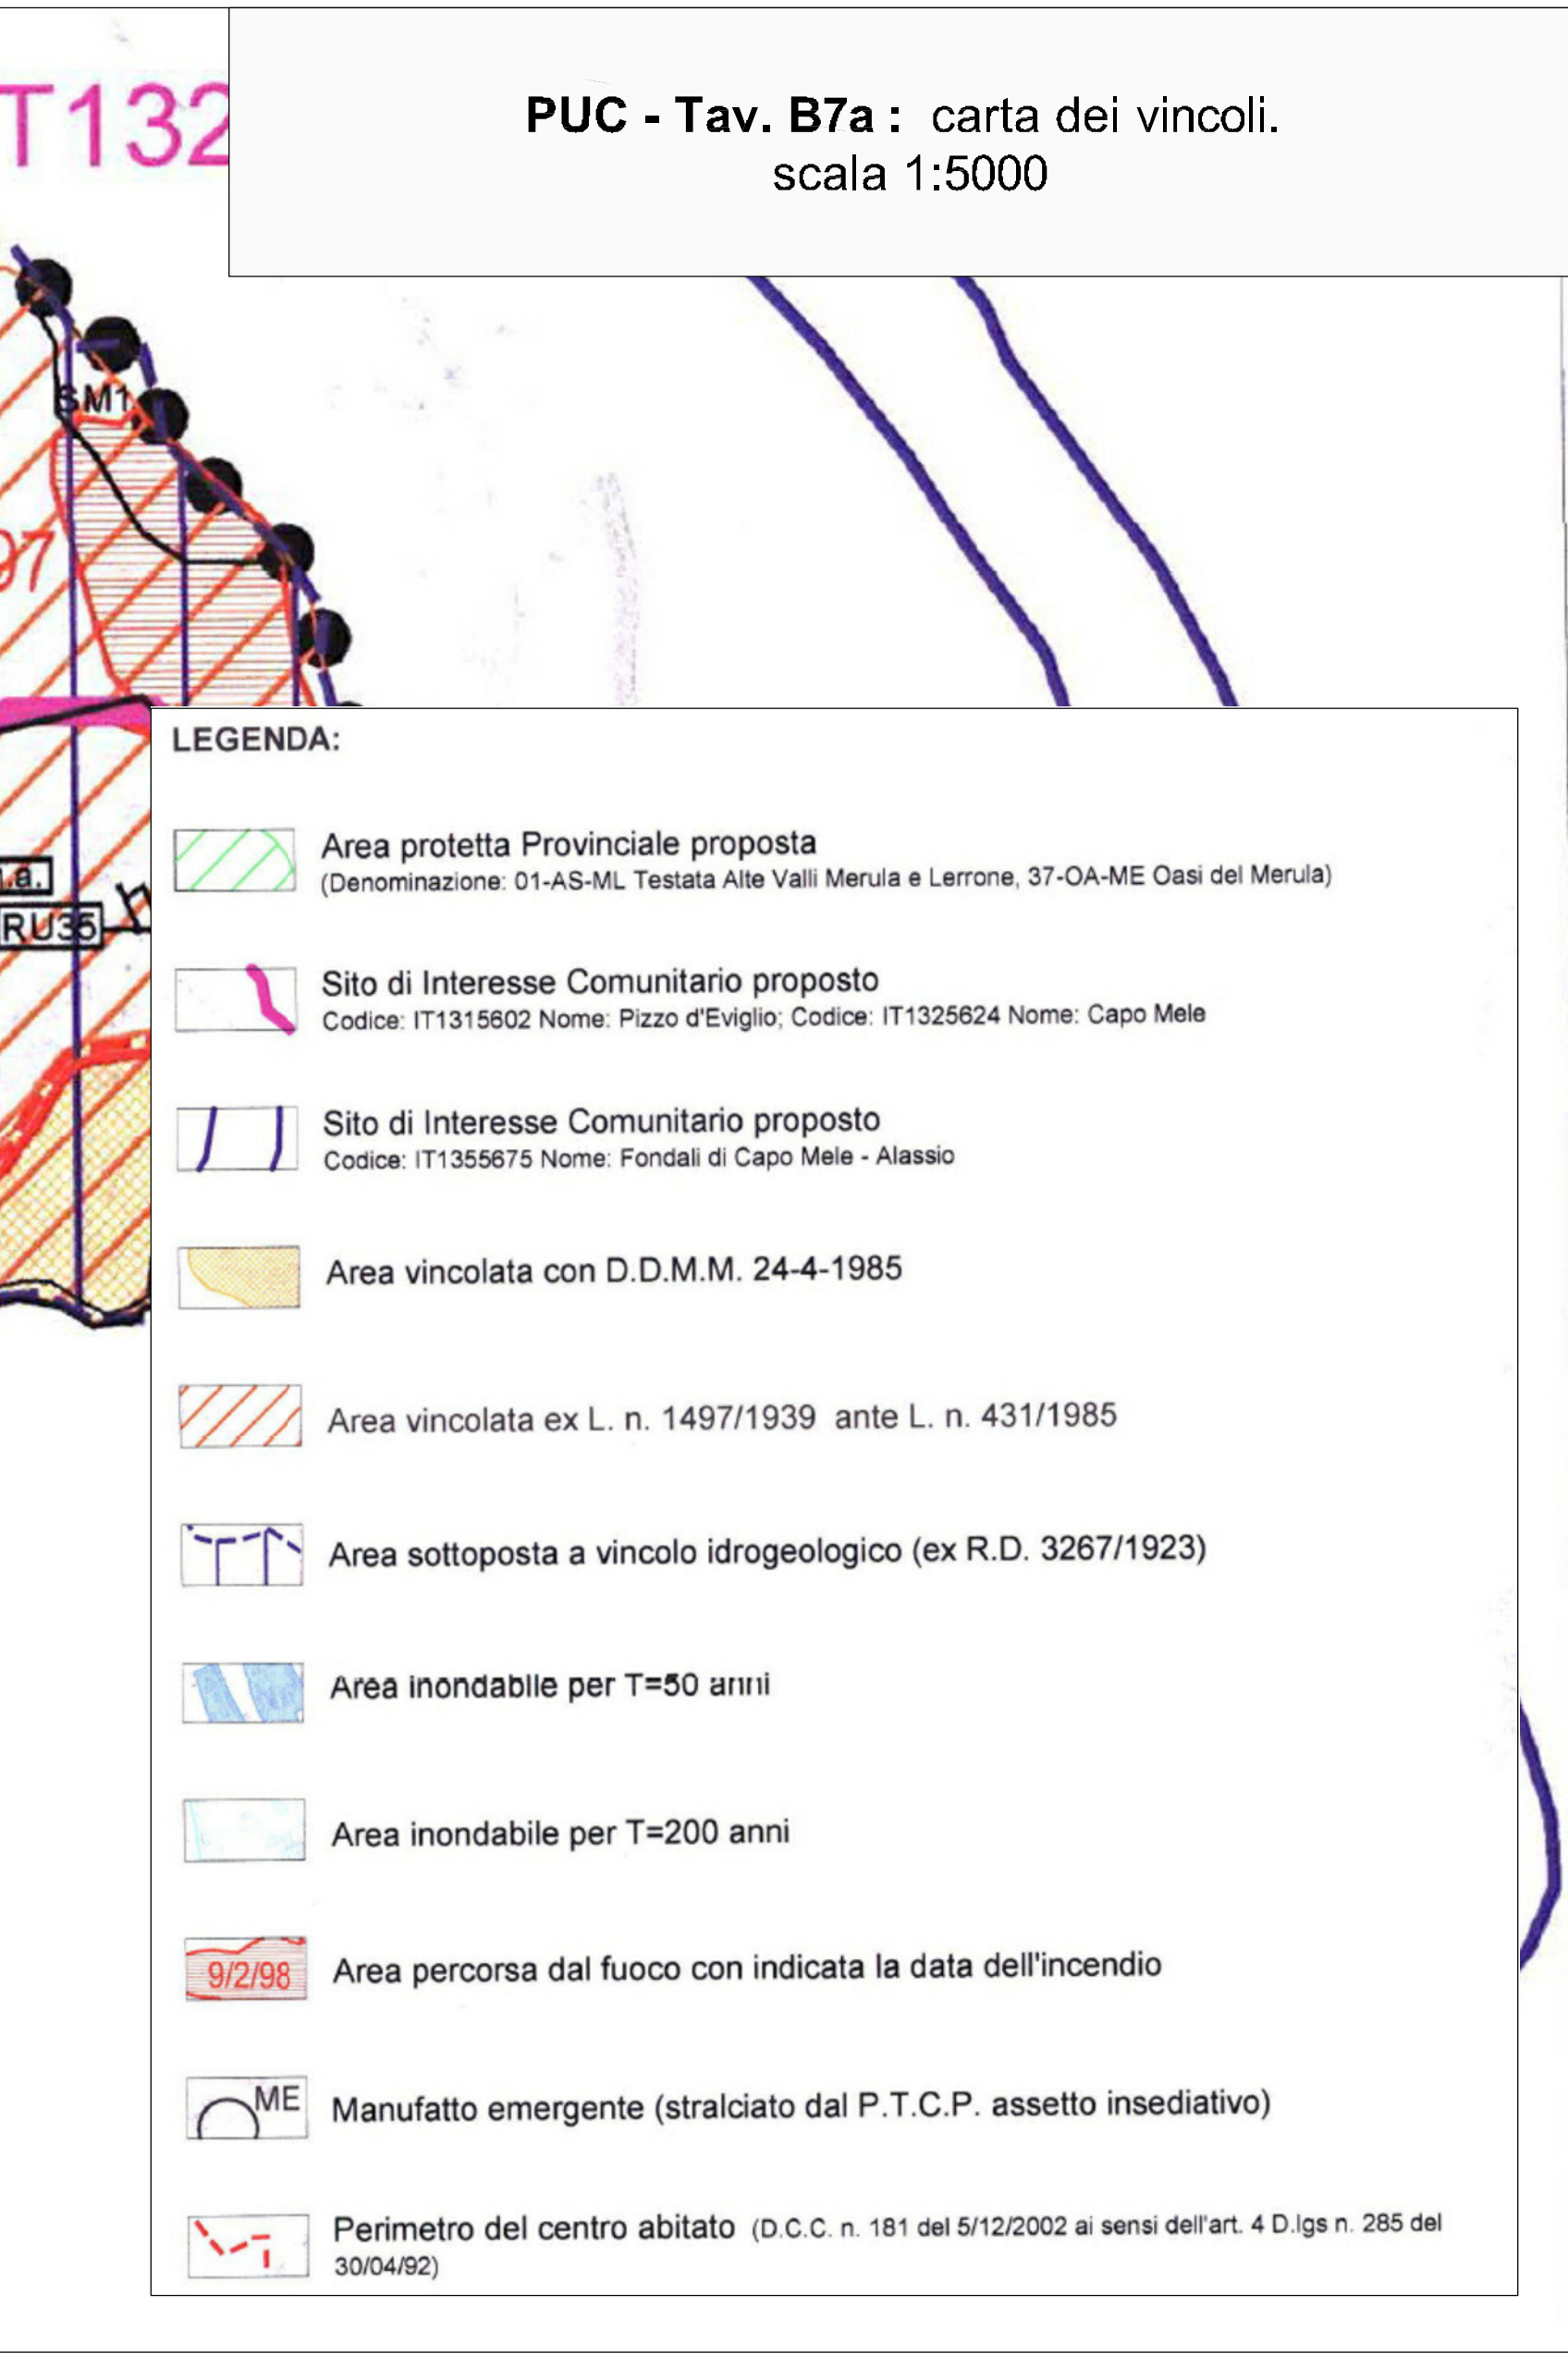 T132
PUC - Tav. B7a : carta dei vincoli.
scala 1:5000
SM1
97
LEGENDA:
Area protetta Provinciale proposta
(Denominazione: 01-AS-ML Testata Alte Valli Merula e Lerrone, 37-OA-ME Oasi del Merula)
.a.
RU35
Sito di Interesse Comunitario proposto
Codice: IT1315602 Nome: Pizzo d'Eviglio; Codice: IT1325624 Nome: Capo Mele
Sito di Interesse Comunitario proposto
Codice: IT1355675 Nome: Fondali di Capo Mele - Alassio
Area vincolata con D.D.M.M. 24-4-1985
Area vincolata ex L. n. 1497/1939 ante L. n. 431/1985
Area sottoposta a vincolo idrogeologico (ex R.D. 3267/1923)
Area inondabile per T=50 anni
Area inondabile per T=200 anni
9/2/98 Area percorsa dal fuoco con indicata la data dell'incendio
ME Manufatto emergente (stralciato dal P.T.C.P. assetto insediativo)
Perimetro del centro abitato (D.C.C. n. 181 del 5/12/2002 ai sensi dell'art. 4 D.lgs n. 285 del
30/04/92)